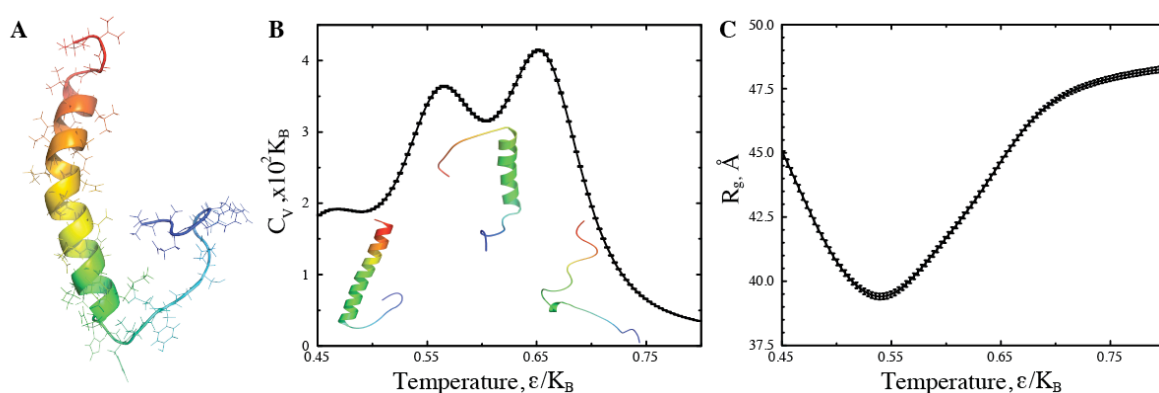 A
B
C
4
3
2
1
0
C_V ,x10²K_B
0.45
0.55
0.65
0.75
Temperature, ε/K_B
50.0
47.5
45.0
42.5
40.0
37.5
R_g, Å
0.45
0.55
0.65
0.75
Temperature, ε/K_B